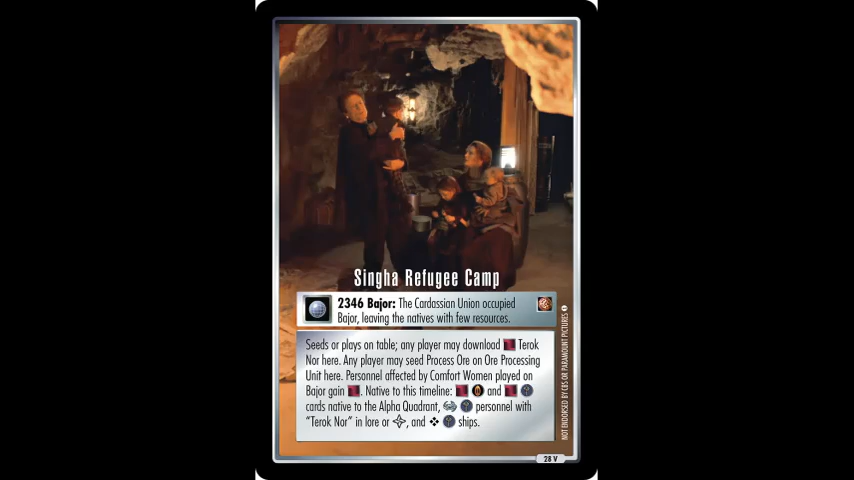 Singha Refugee Camp
2346 Bajor: The Cardassian Union occupied
Bajor, leaving the natives with few resources.
Seeds or plays on table; any player may download Terok
Nor here. Any player may seed Process Ore on Ore Processing
Unit here. Personnel affected by Comfort Women played on
Bajor gain . Native to this timeline: and
cards native to the Alpha Quadrant, personnel with
"Terok Nor" in lore or , and ships.
NOT ENDORSED BY CBS OR PARAMOUNT PICTURES
28 V